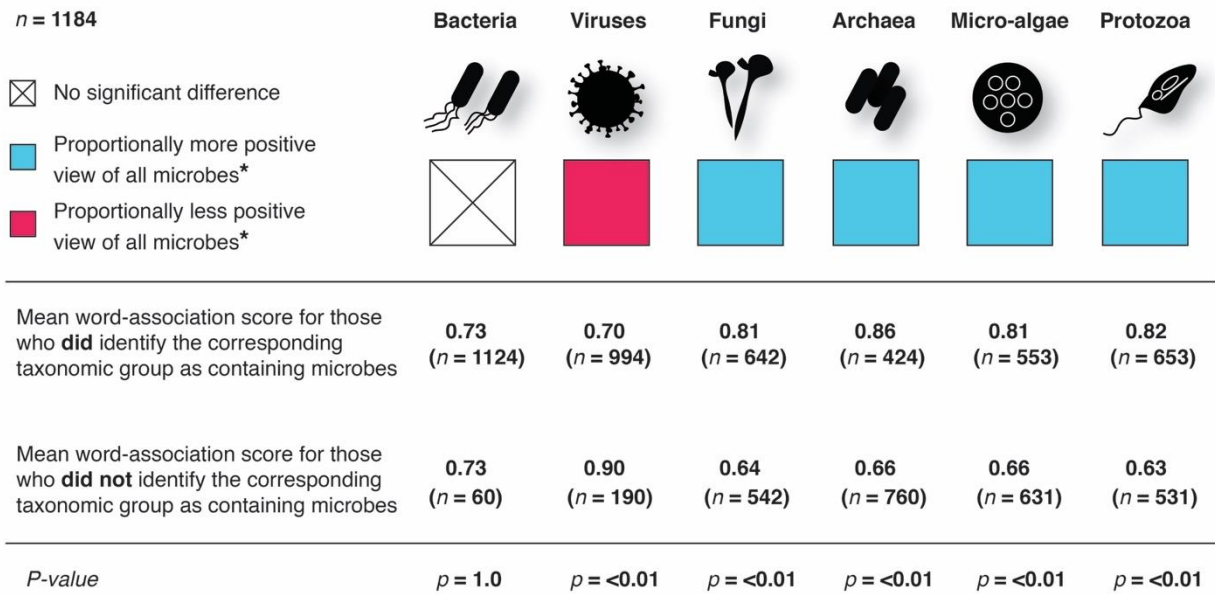 n = 1184
Bacteria Viruses Fungi Archaea Micro-algae Protozoa
No significant difference
Proportionally more positive
view of all microbes*
Proportionally less positive
view of all microbes*
Mean word-association score for those
who did identify the corresponding
taxonomic group as containing microbes
0.73 0.70 0.81 0.86 0.81 0.82
(n = 1124) (n = 994) (n = 642) (n = 424) (n = 553) (n = 653)
Mean word-association score for those
who did not identify the corresponding
taxonomic group as containing microbes
0.73 0.90 0.64 0.66 0.66 0.63
(n = 60) (n = 190) (n = 542) (n = 760) (n = 631) (n = 531)
P-value p = 1.0 p = <0.01 p = <0.01 p = <0.01 p = <0.01 p = <0.01